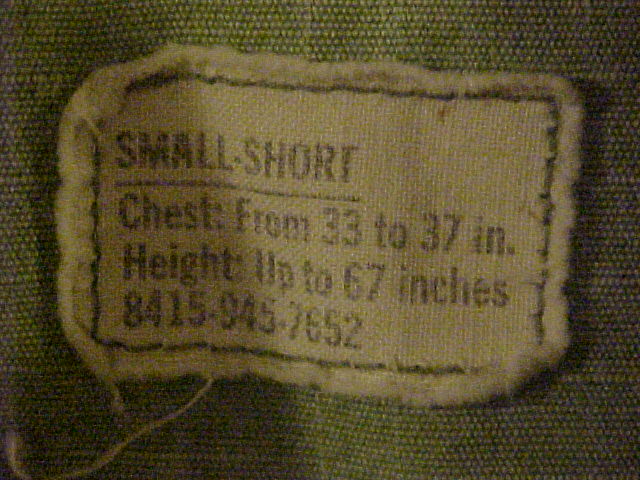 SMALL-SHORT
Chest: From 33 to 37 in.
Height: Up to 67 inches
8415-945-7652